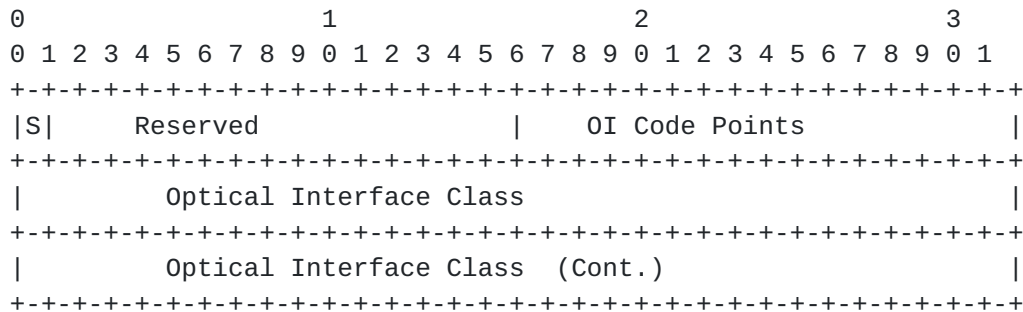 0                   1                   2                   3
0 1 2 3 4 5 6 7 8 9 0 1 2 3 4 5 6 7 8 9 0 1 2 3 4 5 6 7 8 9 0 1
+-+-+-+-+-+-+-+-+-+-+-+-+-+-+-+-+-+-+-+-+-+-+-+-+-+-+-+-+-+-+-+-+
|S|     Reserved                |    OI Code Points             |
+-+-+-+-+-+-+-+-+-+-+-+-+-+-+-+-+-+-+-+-+-+-+-+-+-+-+-+-+-+-+-+-+
|         Optical Interface Class                               |
+-+-+-+-+-+-+-+-+-+-+-+-+-+-+-+-+-+-+-+-+-+-+-+-+-+-+-+-+-+-+-+-+
|         Optical Interface Class  (Cont.)                      |
+-+-+-+-+-+-+-+-+-+-+-+-+-+-+-+-+-+-+-+-+-+-+-+-+-+-+-+-+-+-+-+-+